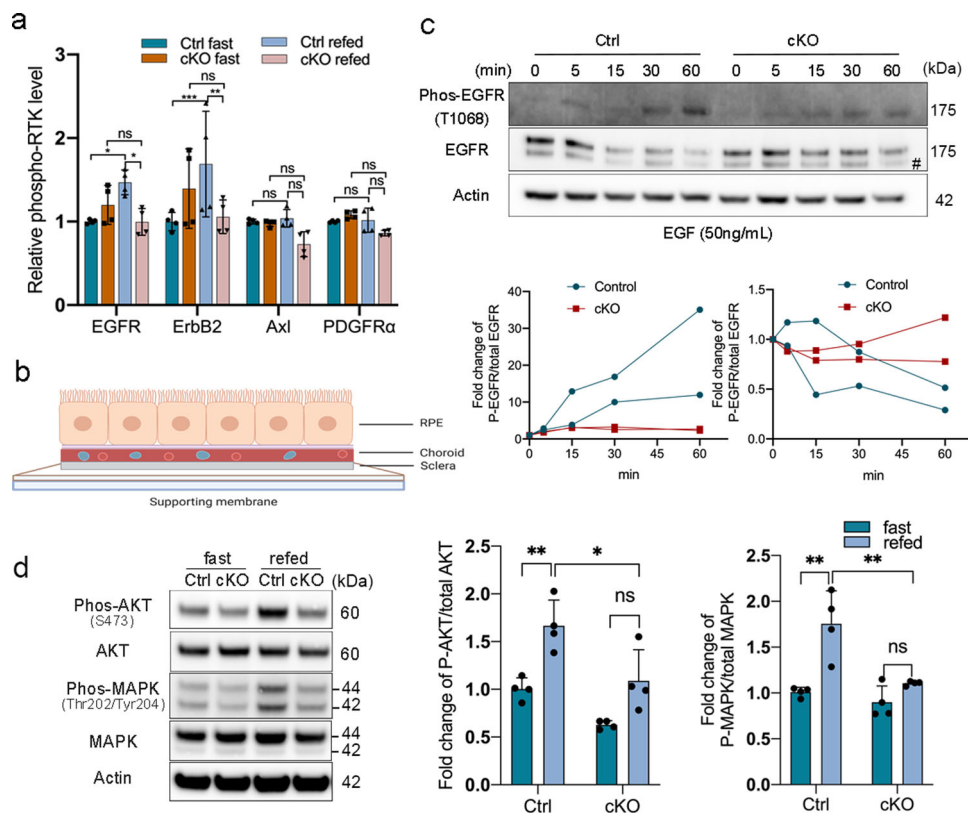 a
Ctrl fast
Ctrl refed
cKO fast
cKO refed
Relative phospho-RTK level
3
2
1
0
ns
***
**
ns
*
*
ns
ns
ns
ns
ns
ns
EGFR
ErbB2
Axl
PDGFRα
b
RPE
Choroid
Sclera
Supporting membrane
c
Ctrl
cKO
(min)
0 5 15 30 60 0 5 15 30 60
(kDa)
Phos-EGFR
(T1068)
175
EGFR
175
#
Actin
42
EGF (50ng/mL)
Control
cKO
Fold change of
P-EGFR/total EGFR
40
30
20
10
0
0 15 30 45 60
min
Control
cKO
Fold change of
P-EGFR/total EGFR
1.5
1.0
0.5
0.0
0 15 30 45 60
min
d
fast refed
Ctrl cKO Ctrl cKO (kDa)
Phos-AKT
(S473)
60
AKT
60
Phos-MAPK
(Thr202/Tyr204)
44
42
MAPK
44
42
Actin
42
Fold change of P-AKT/total AKT
2.5
2.0
1.5
1.0
0.5
0.0
**
*
ns
Ctrl cKO
fast
refed
Fold change of
P-MAPK/total MAPK
2.5
2.0
1.5
1.0
0.5
0.0
**
**
ns
Ctrl cKO